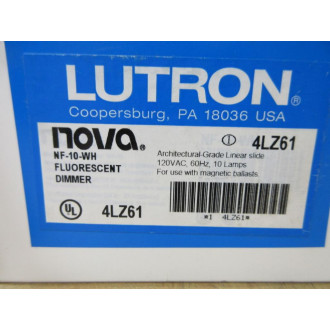 LUTRON®
Coopersburg, PA 18036 USA
nova®
4LZ61
NF-10-WH
FLUORESCENT
DIMMER
Architectural-Grade Linear slide
120VAC, 60Hz, 10 Lamps
For use with magnetic ballasts.
UL
4LZ61
*1 4LZ61*